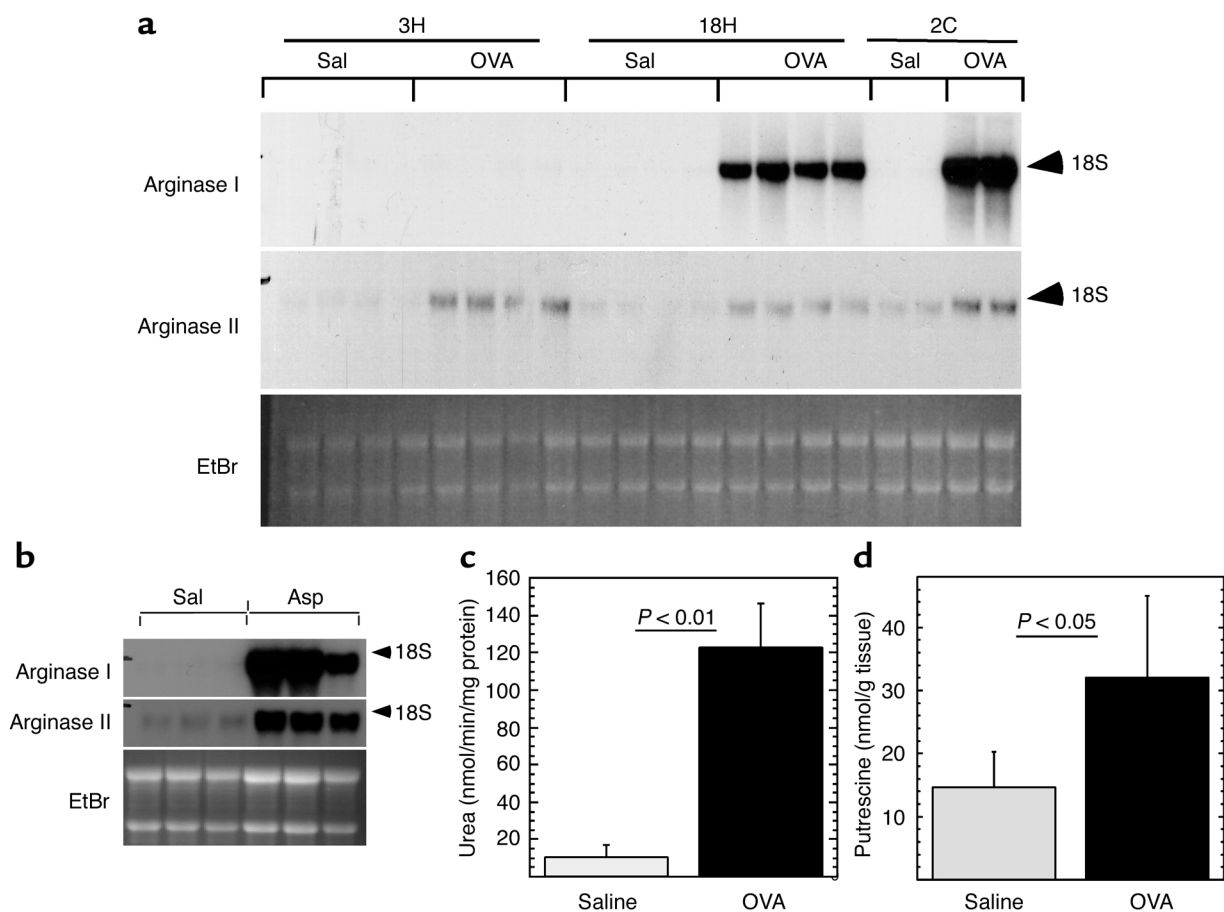 a
3H 18H 2C
Sal OVA Sal OVA Sal OVA
Arginase I
18S
Arginase II
18S
EtBr
b
Sal Asp
Arginase I
18S
Arginase II
18S
EtBr
c
Urea (nmol/min/mg protein)
160
140
120
100
80
60
40
20
P < 0.01
Saline OVA
d
Putrescine (nmol/g tissue)
40
30
20
10
P < 0.05
Saline OVA